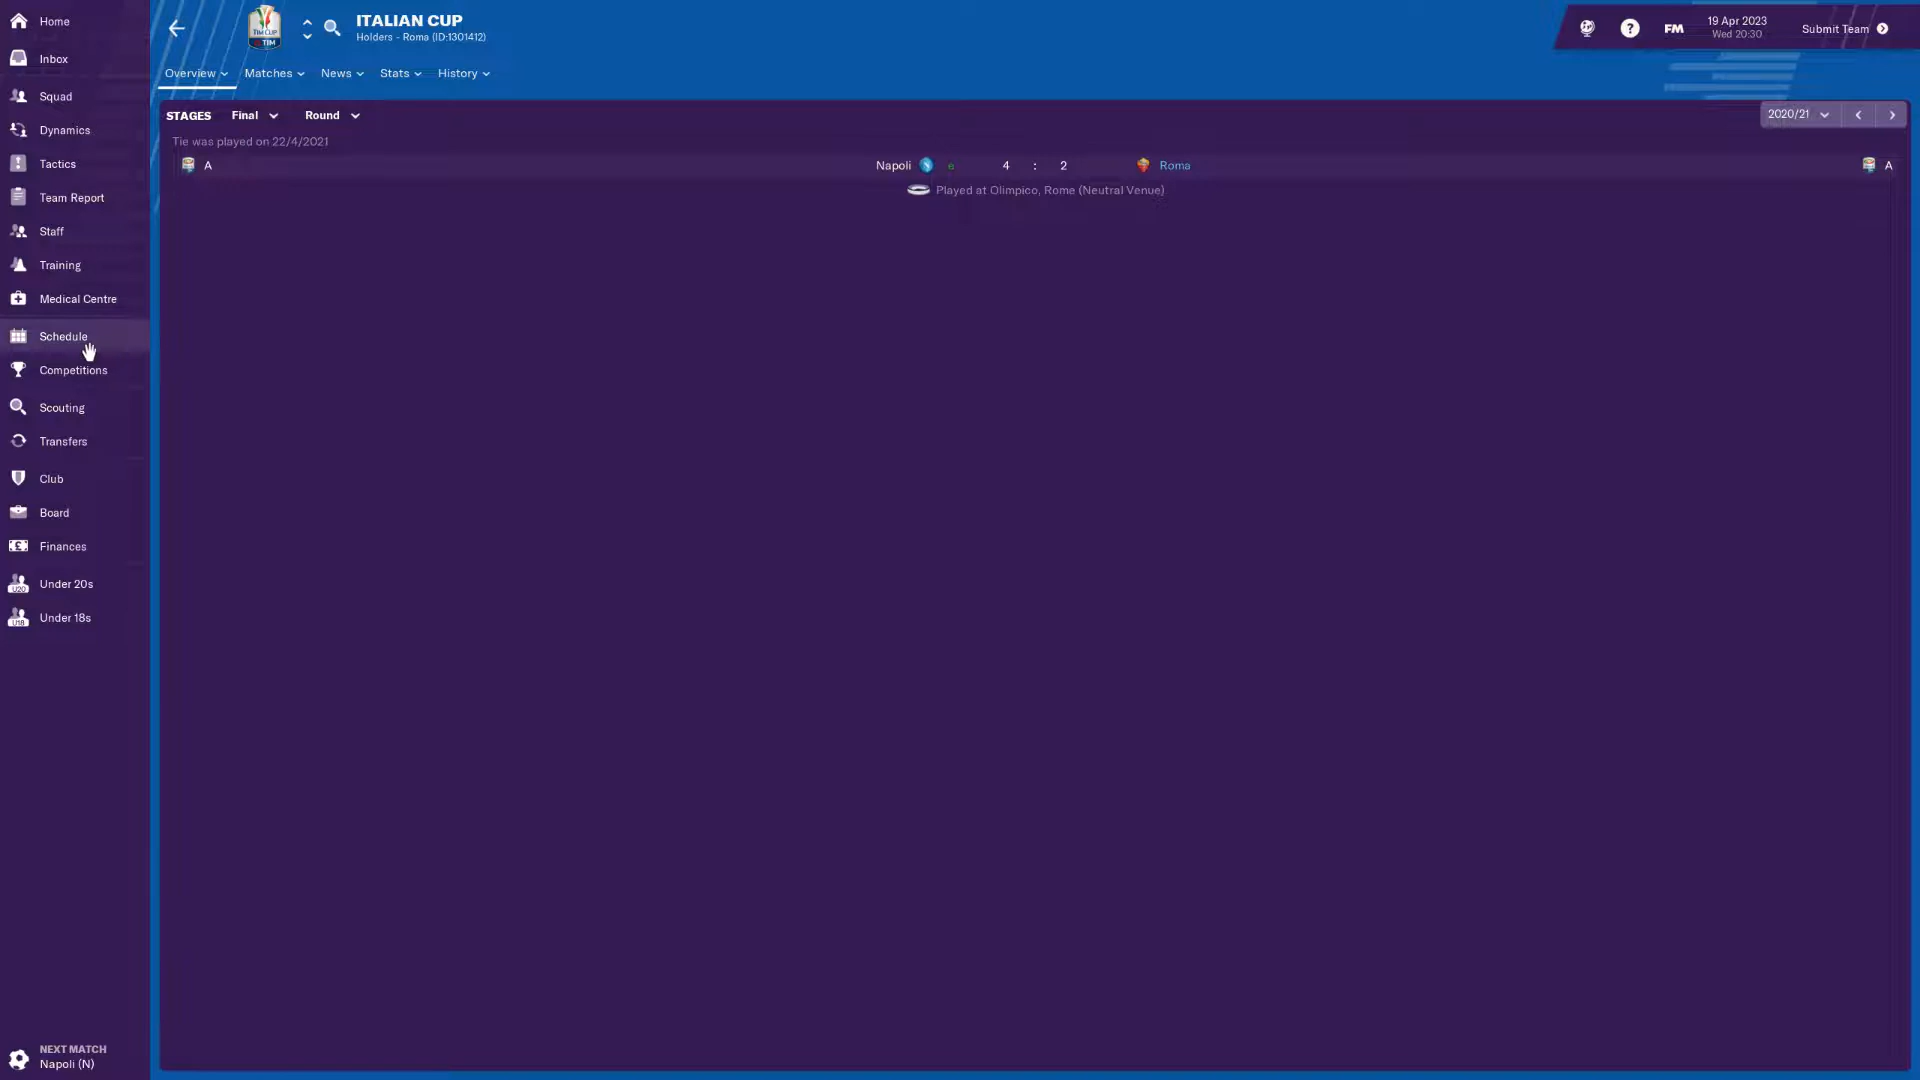 Home
Inbox
Squad
Dynamics
Tactics
Team Report
Staff
Training
Medical Centre
Schedule
Competitions
Scouting
Transfers
Club
Board
Finances
Under 20s
Under 18s
NEXT MATCH
Napoli (N)
TIM CUP
TIM
ITALIAN CUP
Holders - Roma (ID:1301412)
FM
19 Apr 2023
Wed 20:30
Submit Team
Overview Matches News Stats History
STAGES Final Round 2020/21
Tie was played on 22/4/2021
A Napoli e 4 : 2 Roma A
Played at Olimpico, Rome (Neutral Venue)